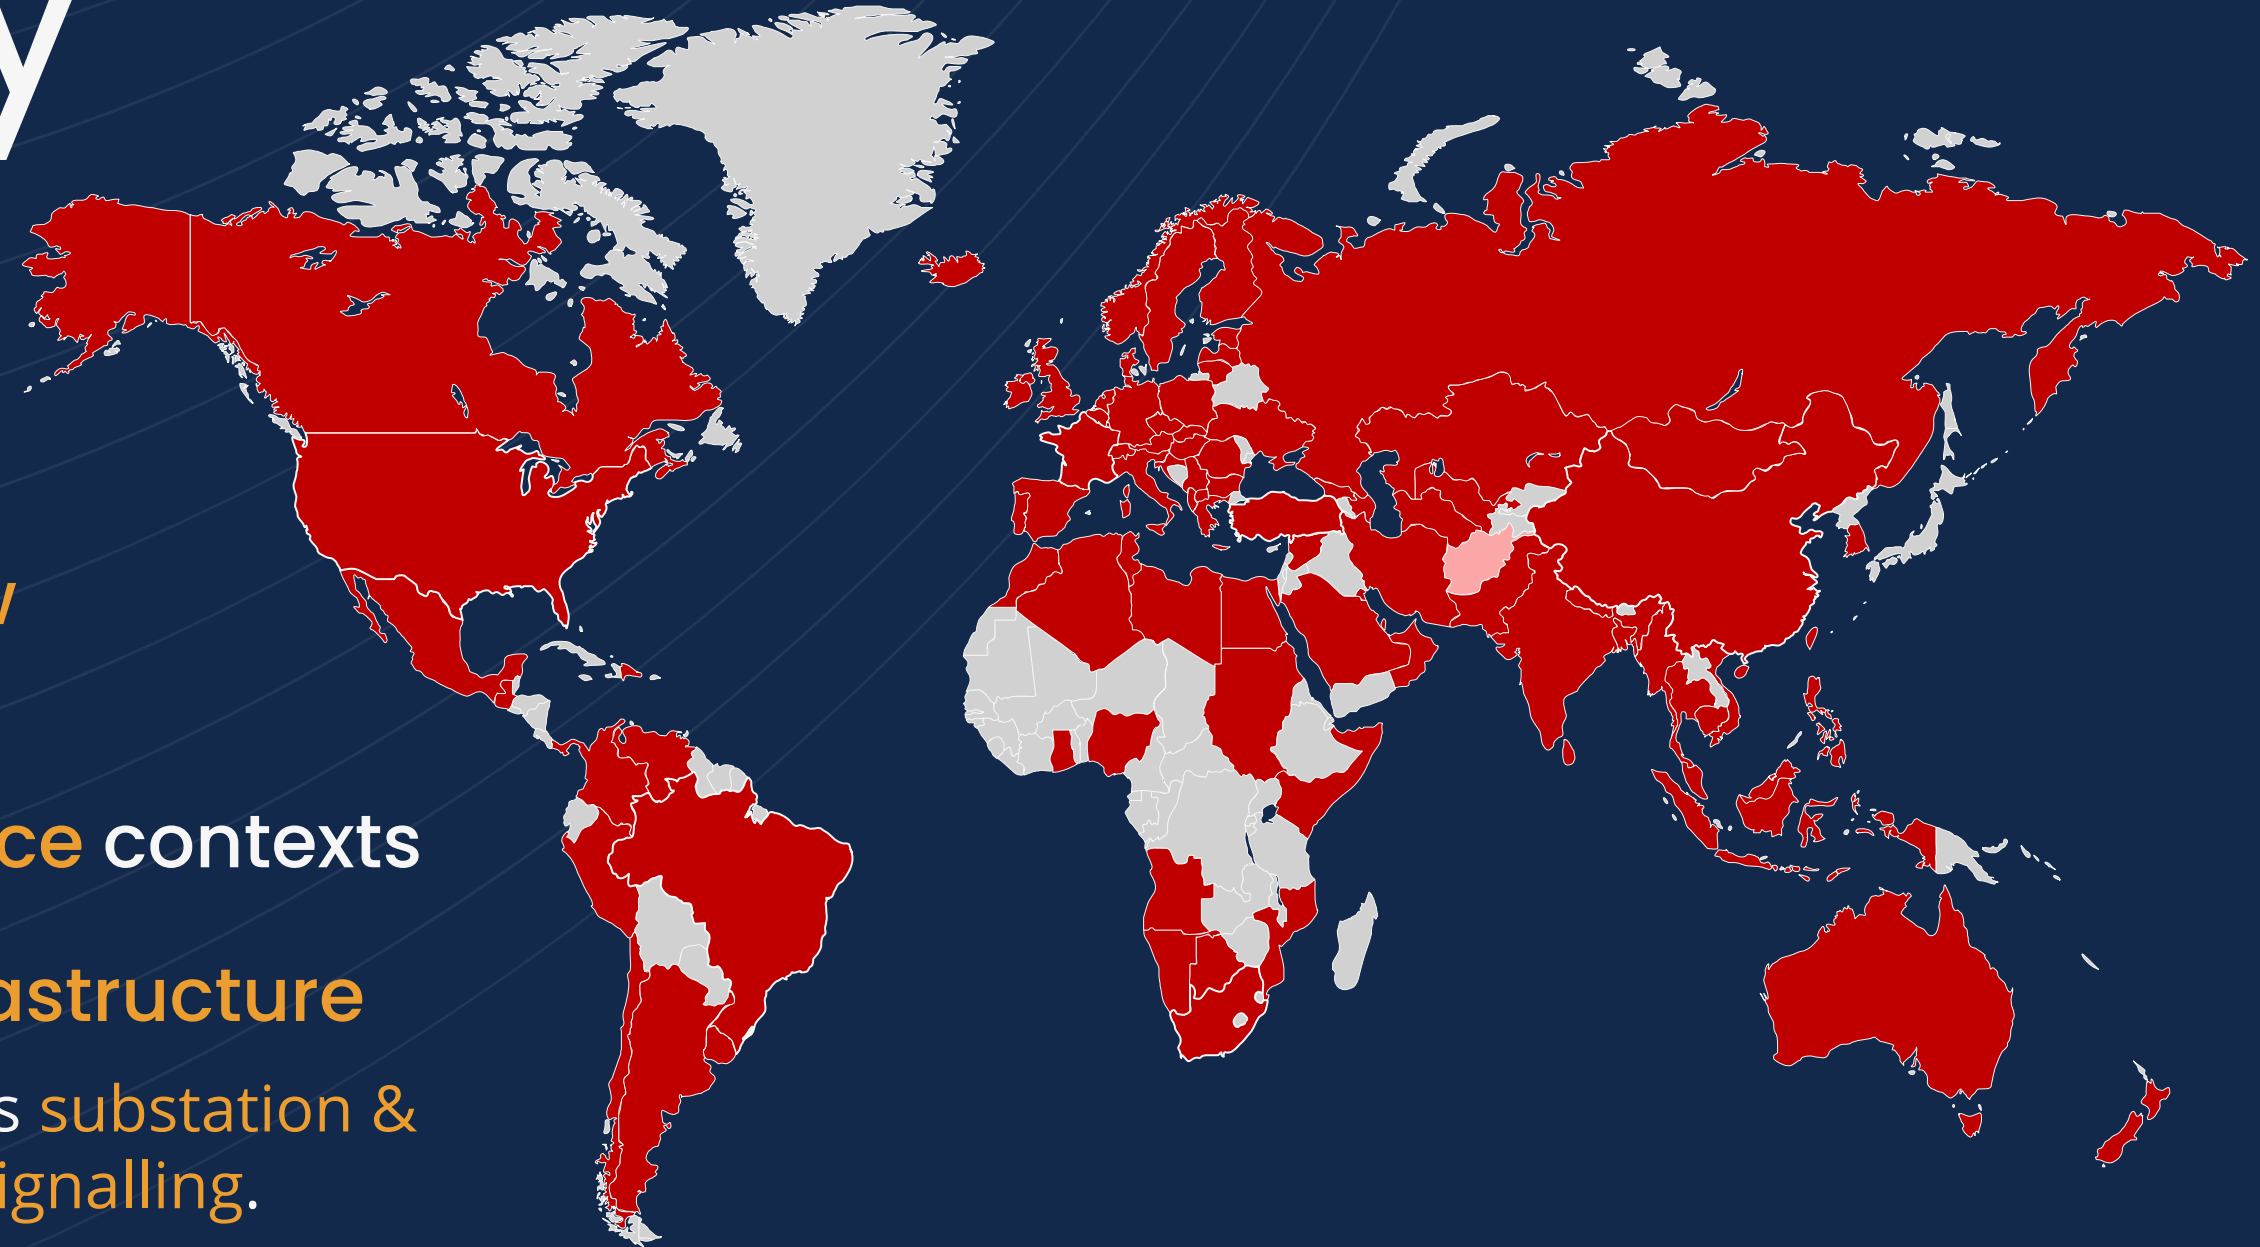 y
w
ce contexts
astructure
s substation &
ignalling.